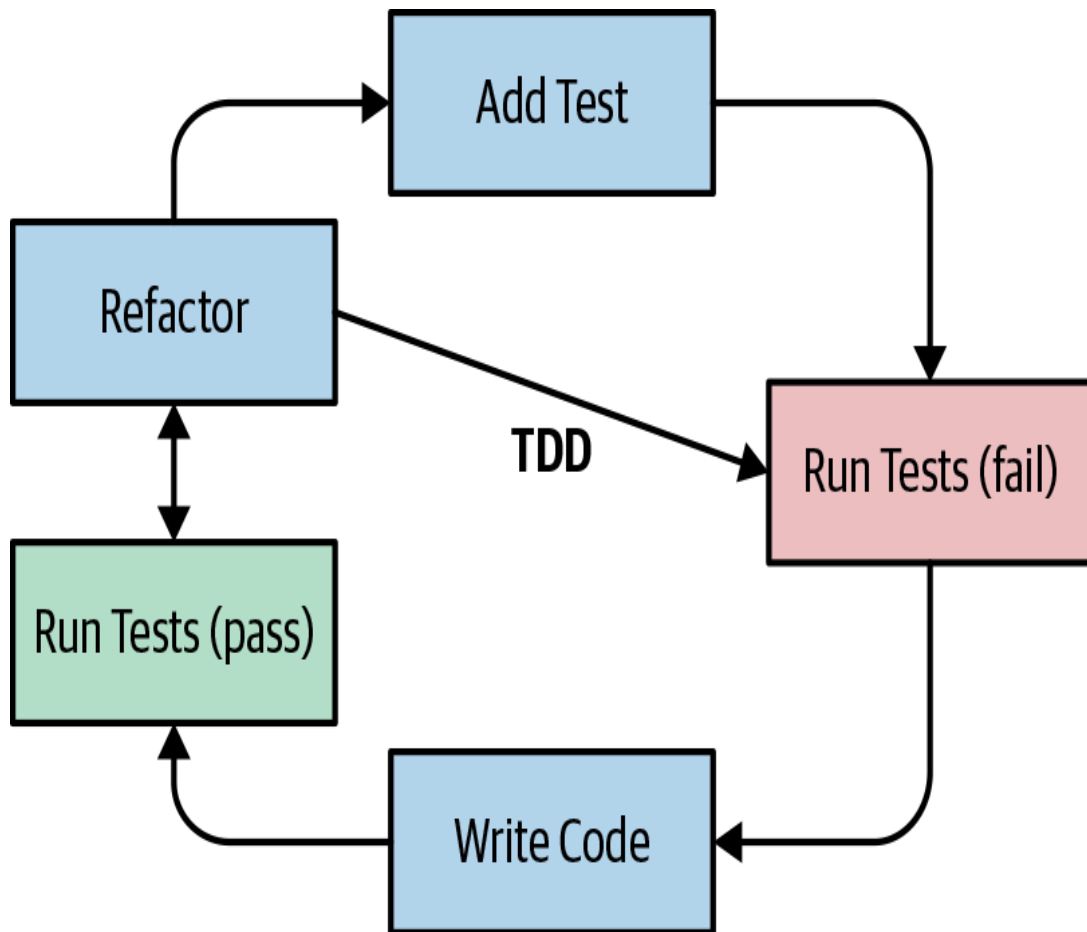 Add Test
Refactor
TDD
Run Tests (fail)
Run Tests (pass)
Write Code